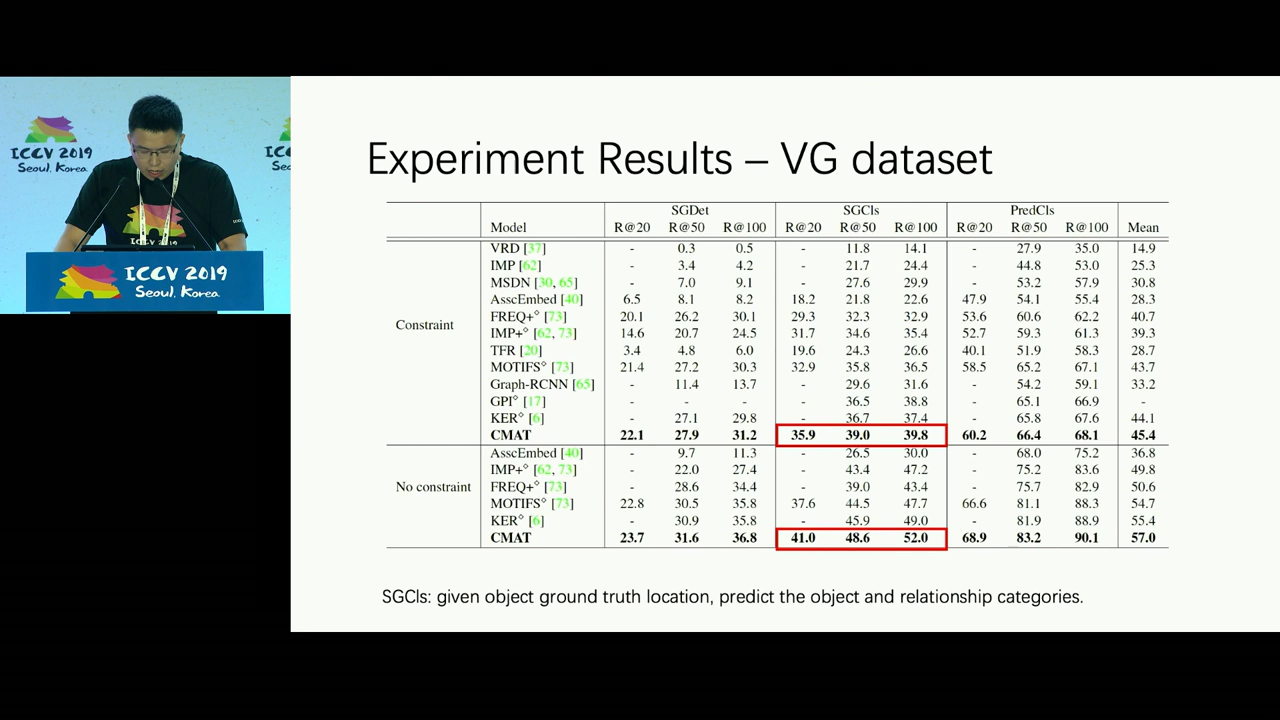 ICCV 2019
Seoul, Korea
ICCV 2019
Seoul, Korea
Experiment Results – VG dataset
SGDet SGCls PredCls
Model R@20 R@50 R@100 R@20 R@50 R@100 R@20 R@50 R@100 Mean
VRD [37] - 0.3 0.5 - 11.8 14.1 - 27.9 35.0 14.9
IMP [62] - 3.4 4.2 - 21.7 24.4 - 44.8 53.0 25.3
MSDN [30, 65] - 7.0 9.1 - 27.6 29.9 - 53.2 57.9 30.8
AsscEmbed [40] 6.5 8.1 8.2 18.2 21.8 22.6 47.9 54.1 55.4 28.3
Constraint FREQ+⋄ [73] 20.1 26.2 30.1 29.3 32.3 32.9 53.6 60.6 62.2 40.7
IMP+⋄ [62, 73] 14.6 20.7 24.5 31.7 34.6 35.4 52.7 59.3 61.3 39.3
TFR [20] 3.4 4.8 6.0 19.6 24.3 26.6 40.1 51.9 58.3 28.7
MOTIFS⋄ [73] 21.4 27.2 30.3 32.9 35.8 36.5 58.5 65.2 67.1 43.7
Graph-RCNN [65] - 11.4 13.7 - 29.6 31.6 - 54.2 59.1 33.2
GPI⋄ [17] - - - - 36.5 38.8 - 65.1 66.9 -
KER⋄ [6] - 27.1 29.8 - 36.7 37.4 - 65.8 67.6 44.1
CMAT 22.1 27.9 31.2 35.9 39.0 39.8 60.2 66.4 68.1 45.4
AsscEmbed [40] - 9.7 11.3 - 26.5 30.0 - 68.0 75.2 36.8
IMP+⋄ [62, 73] - 22.0 27.4 - 43.4 47.2 - 75.2 83.6 49.8
No constraint FREQ+⋄ [73] - 28.6 34.4 - 39.0 43.4 - 75.7 82.9 50.6
MOTIFS⋄ [73] 22.8 30.5 35.8 37.6 44.5 47.7 66.6 81.1 88.3 54.7
KER⋄ [6] - 30.9 35.8 - 45.9 49.0 - 81.9 88.9 55.4
CMAT 23.7 31.6 36.8 41.0 48.6 52.0 68.9 83.2 90.1 57.0
SGCls: given object ground truth location, predict the object and relationship categories.